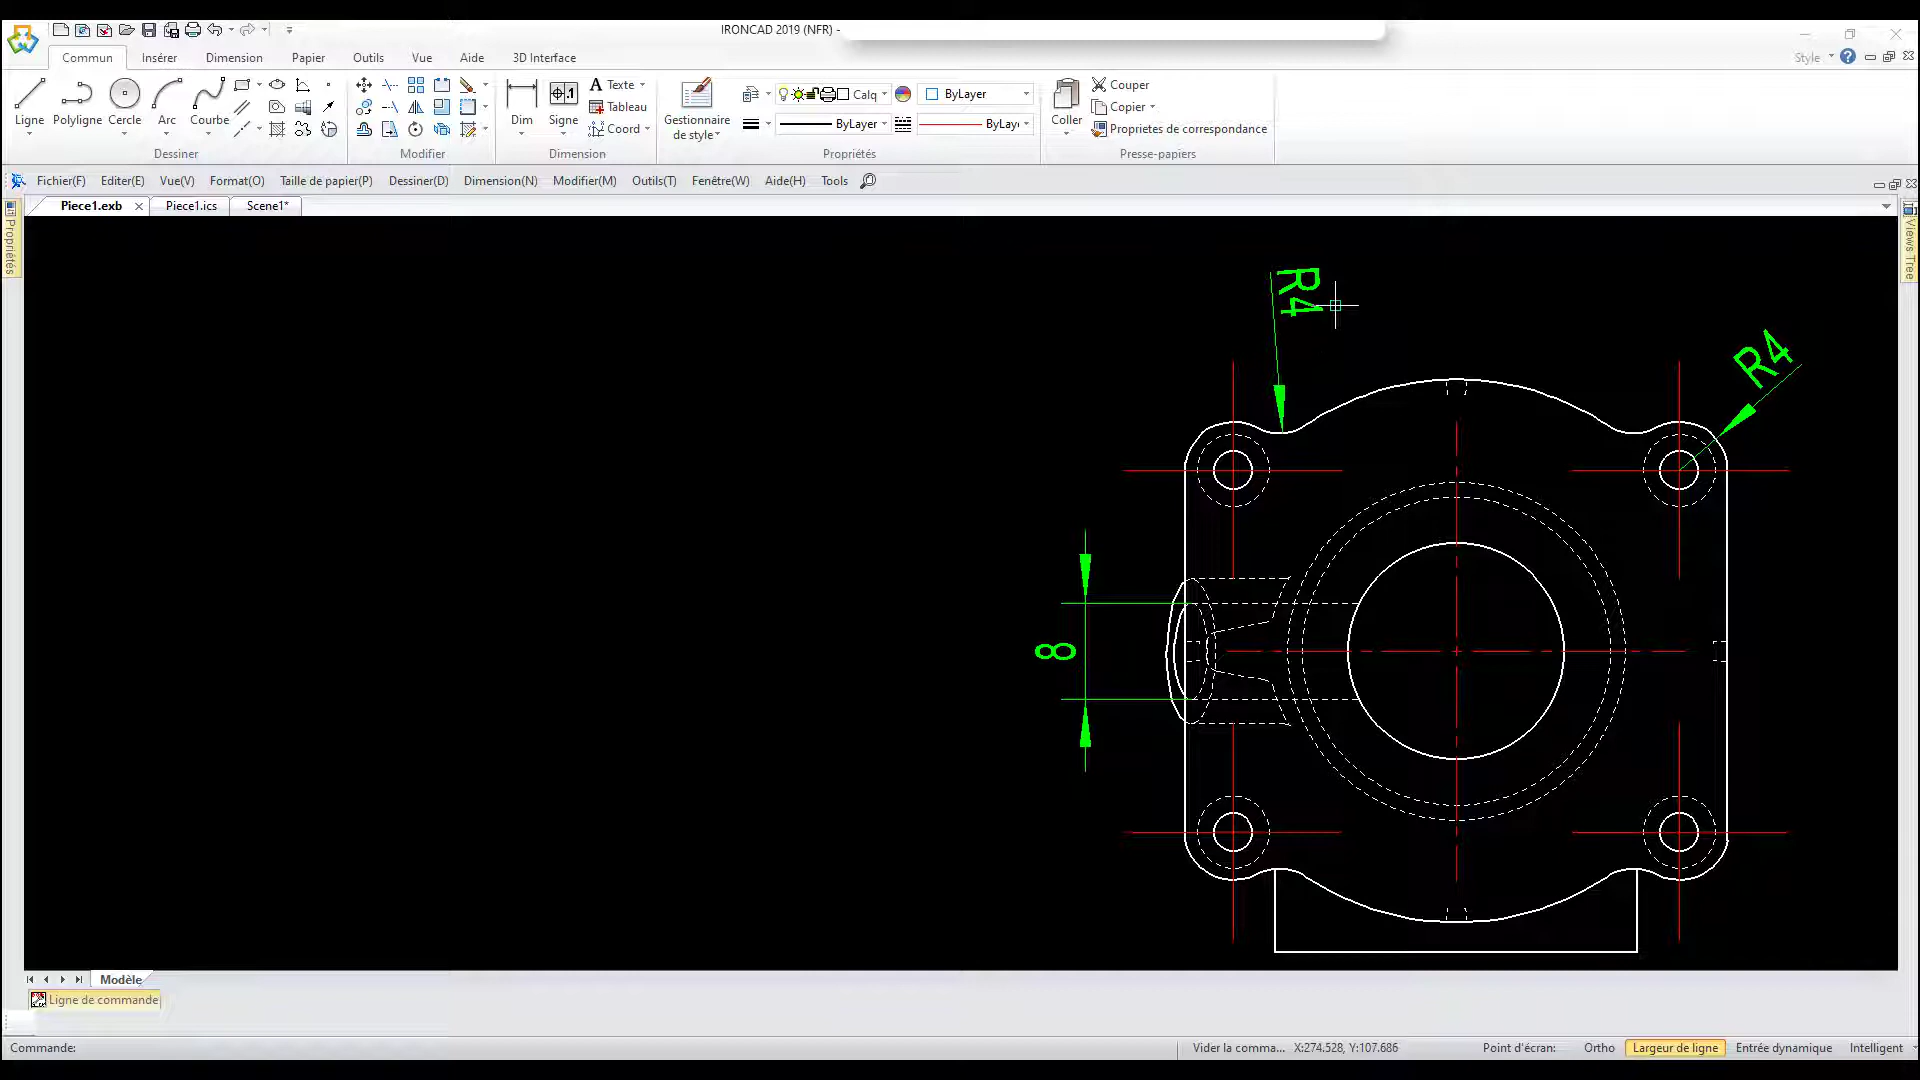 IRONCAD 2019 (NFR) -
Commun Insérer Dimension Papier Outils Vue Aide 3D Interface
Style
Ligne Polyligne Cercle Arc Courbe
Dessiner
Modifier
Dim
Signe
Texte
Tableau
Coord
Dimension
Gestionnaire
de style
Calq
ByLayer
ByLayer
ByLay
Propriétés
Coller
Couper
Copier
Proprietes de correspondance
Presse-papiers
Fichier(F) Editer(E) Vue(V) Format(O) Taille de papier(P) Dessiner(D) Dimension(N) Modifier(M) Outils(T) Fenêtre(W) Aide(H) Tools
Piece1.exb Piece1.ics Scene1*
Propriétés
Views Tree
R4
R4
8
Modèle
Ligne de commande
Commande:
Vider la comma... X:274.528, Y:107.686 Point d'écran: Ortho Largeur de ligne Entrée dynamique Intelligent